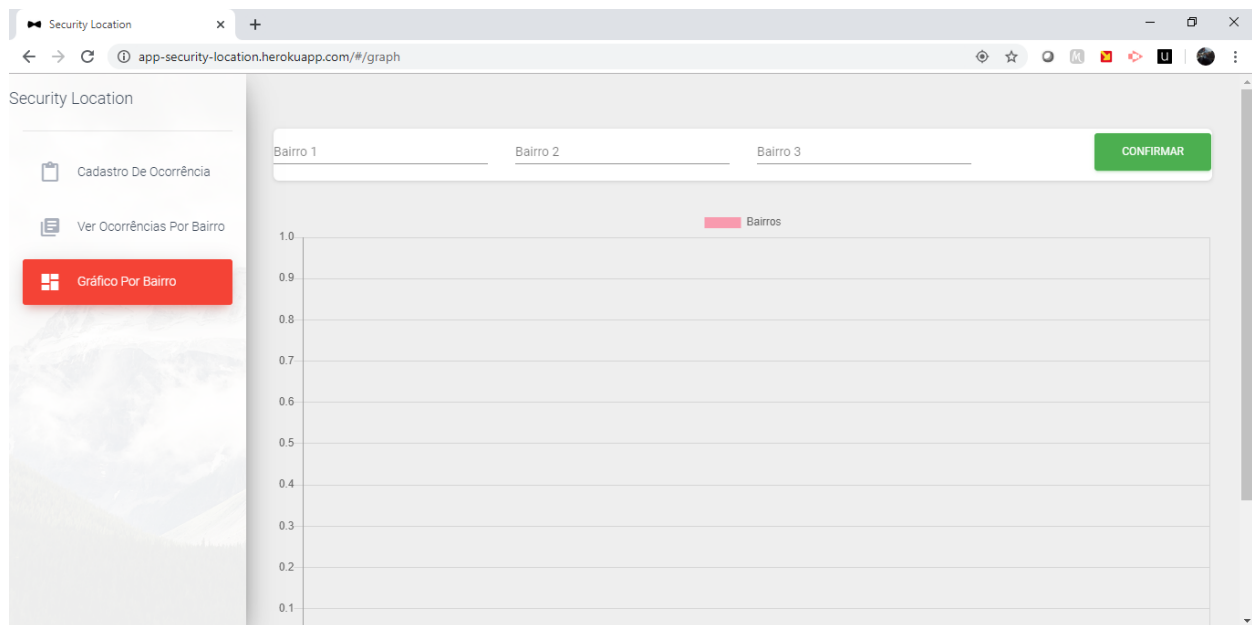 Security Location
app-security-location.herokuapp.com/#/graph
Security Location
Cadastro De Ocorrência
Ver Ocorrências Por Bairro
Gráfico Por Bairro
Bairro 1 Bairro 2 Bairro 3 CONFIRMAR
Bairros
1.0
0.9
0.8
0.7
0.6
0.5
0.4
0.3
0.2
0.1